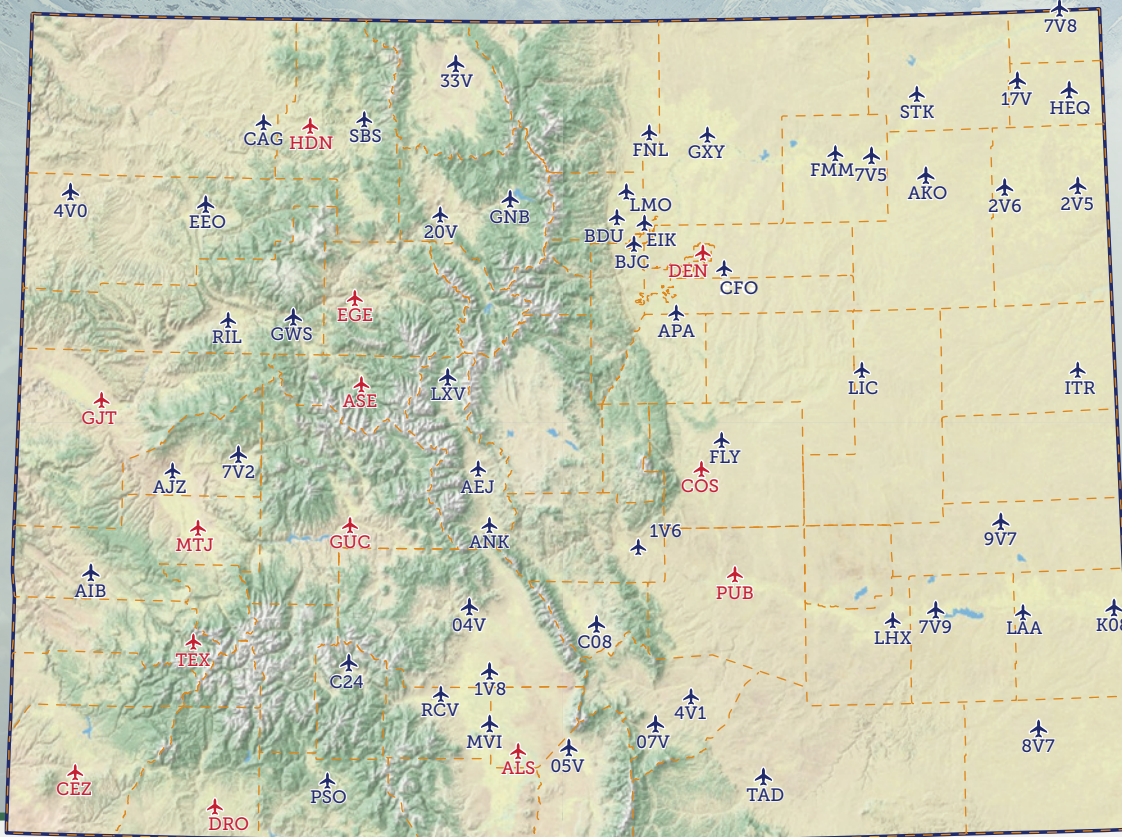 7V8
33V
17V
HEQ
STK
CAG
HDN
SBS
FNL
GXY
FMM
7V5
AKO
2V6
2V5
4V0
EEO
20V
GNB
LMO
BDU
EIK
BJC
DEN
CFO
EGE
RIL
GWS
APA
GJT
ASE
LXV
LIC
ITR
AJZ
7V2
AEJ
FLY
COS
MTJ
GUC
ANK
1V6
9V7
AIB
PUB
04V
C08
LHX
7V9
LAA
K08
TEX
C24
1V8
RCV
4V1
MVI
ALS
05V
07V
8V7
CEZ
DRO
PSO
TAD